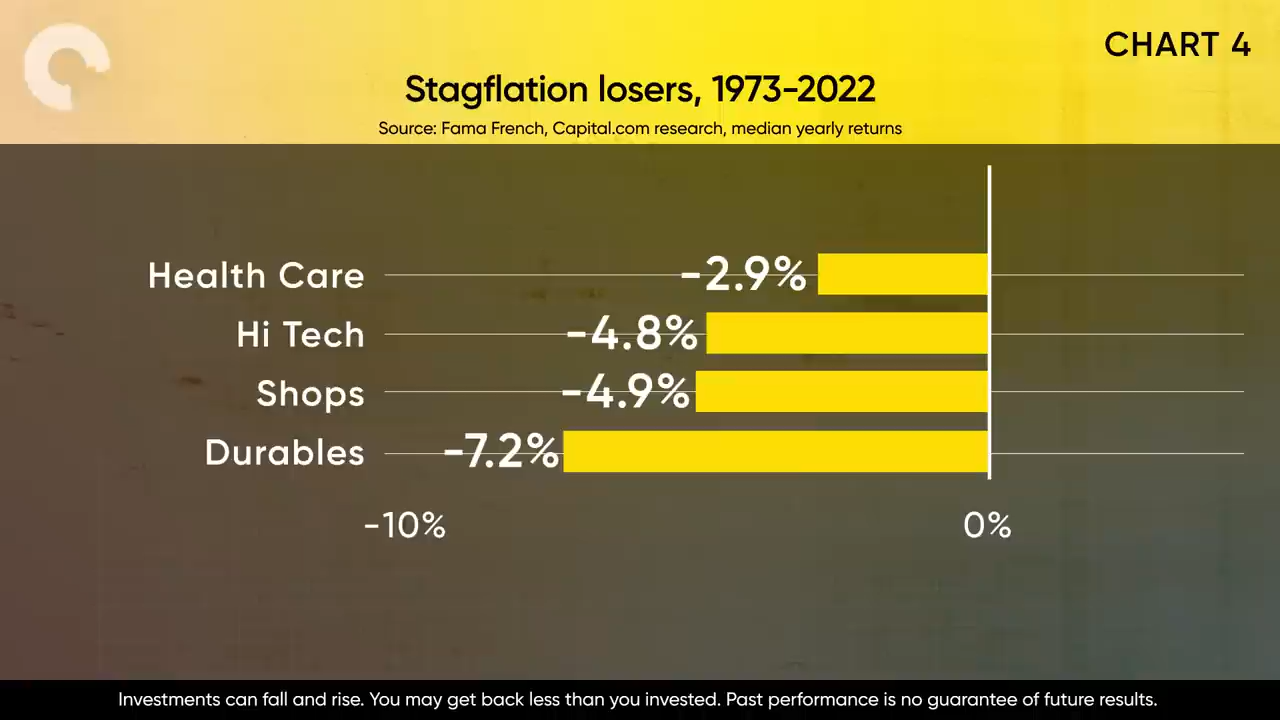 CHART 4
Stagflation losers, 1973-2022
Source: Fama French, Capital.com research, median yearly returns
Health Care -2.9%
Hi Tech -4.8%
Shops -4.9%
Durables -7.2%
-10% 0%
Investments can fall and rise. You may get back less than you invested. Past performance is no guarantee of future results.